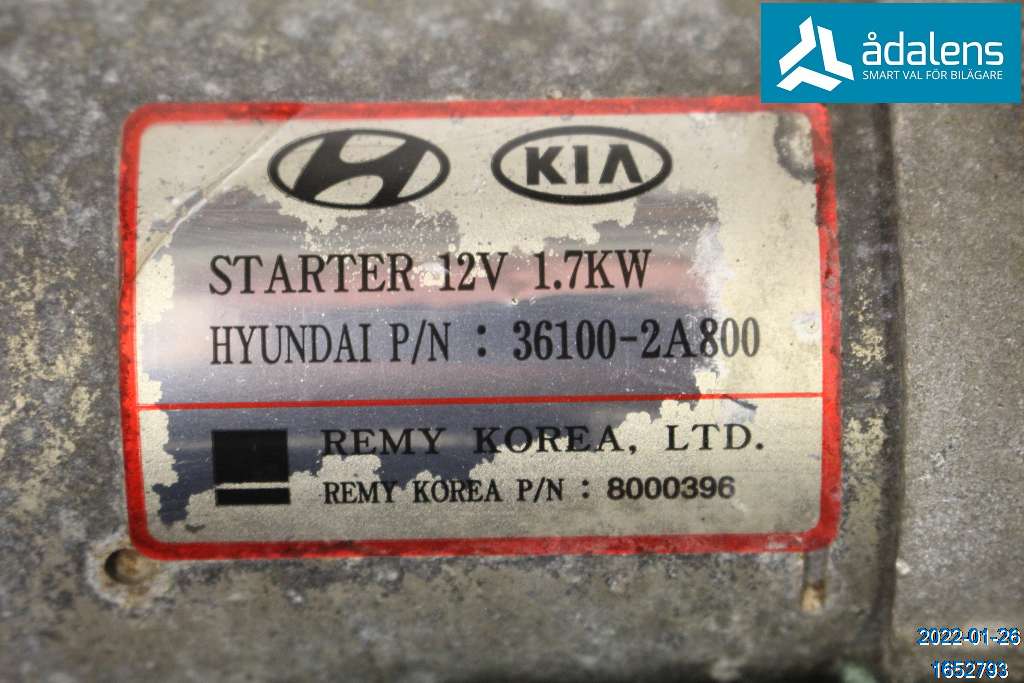 ådalens
SMART VAL FÖR BILÄGARE
KIA
STARTER 12V 1.7KW
HYUNDAI P/N : 36100-2A800
REMY KOREA, LTD.
REMY KOREA P/N : 8000396
2022-01-26
1652793